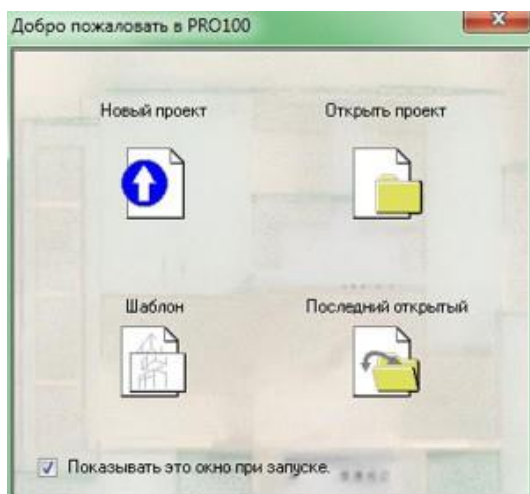 Добро пожаловать в PRO100
Новый проект
Открыть проект
Шаблон
Последний открытый
Показывать это окно при запуске.